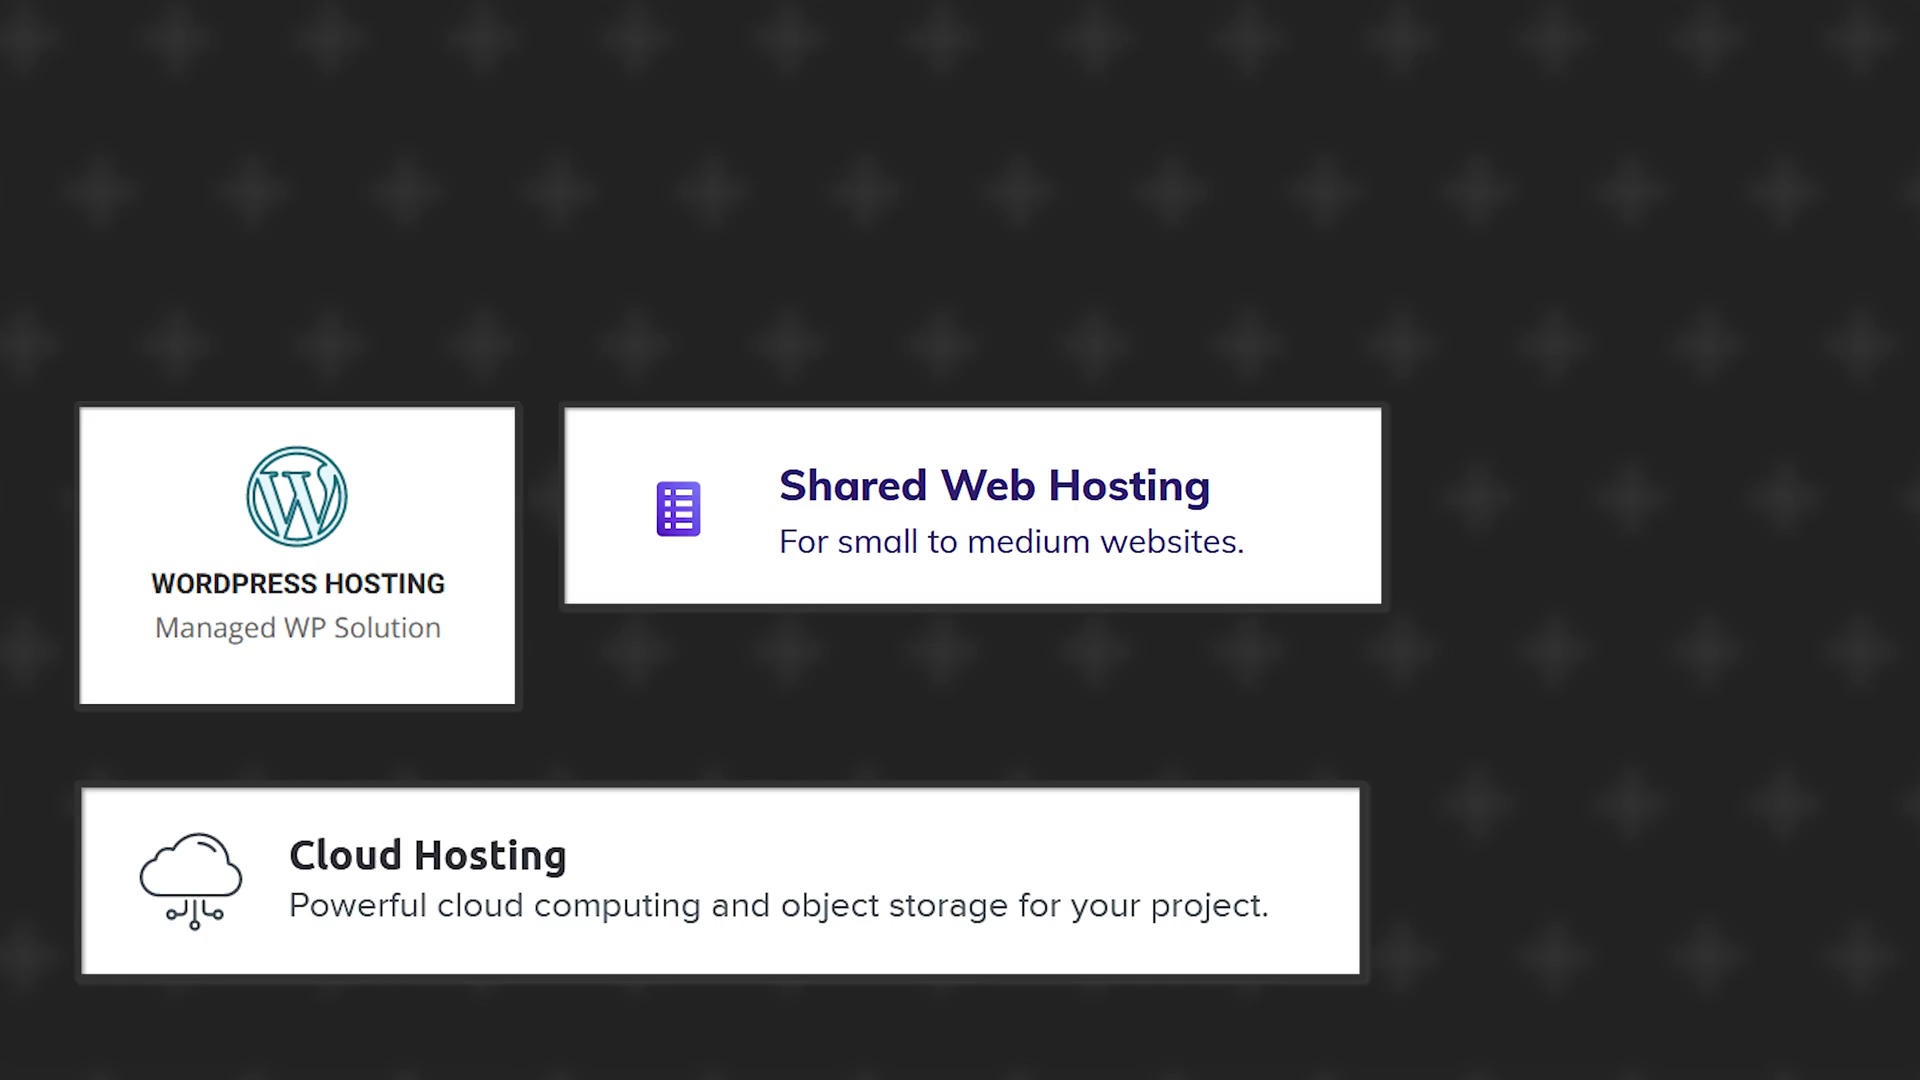 WORDPRESS HOSTING
Managed WP Solution
Shared Web Hosting
For small to medium websites.
Cloud Hosting
Powerful cloud computing and object storage for your project.